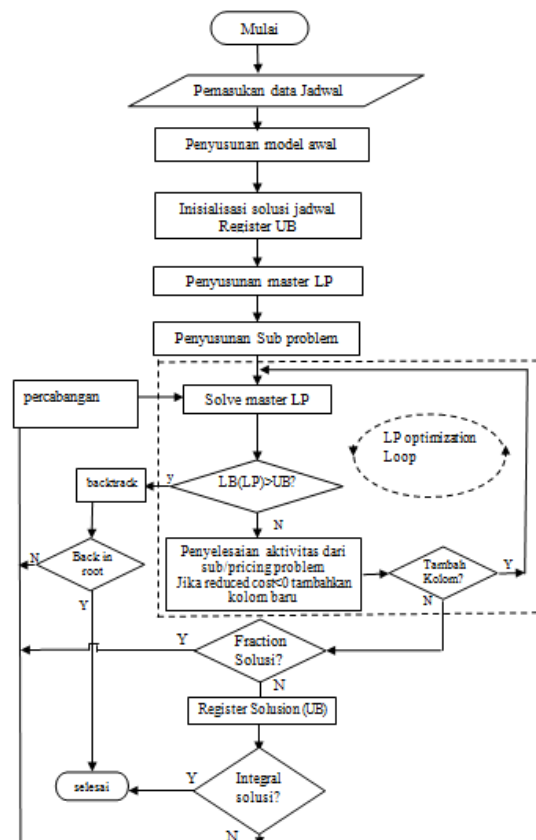 Mulai
Pemasukan data Jadwal
Penyusunan model awal
Inisialisasi solusi jadwal
Register UB
Penyusunan master LP
Penyusunan Sub problem
percabangan
Solve master LP
LP optimization
Loop
LB(LP)>UB?
y
backtrack
N
Back in
root
N
Y
Penyelesaian aktivitas dari
sub/pricing problem
Jika reduced cost<0 tambahkan
kolom baru
Tambah
Kolom?
Y
N
Fraction
Solusi?
Y
N
Register Solusion (UB)
Integral
solusi?
Y
selesai
N